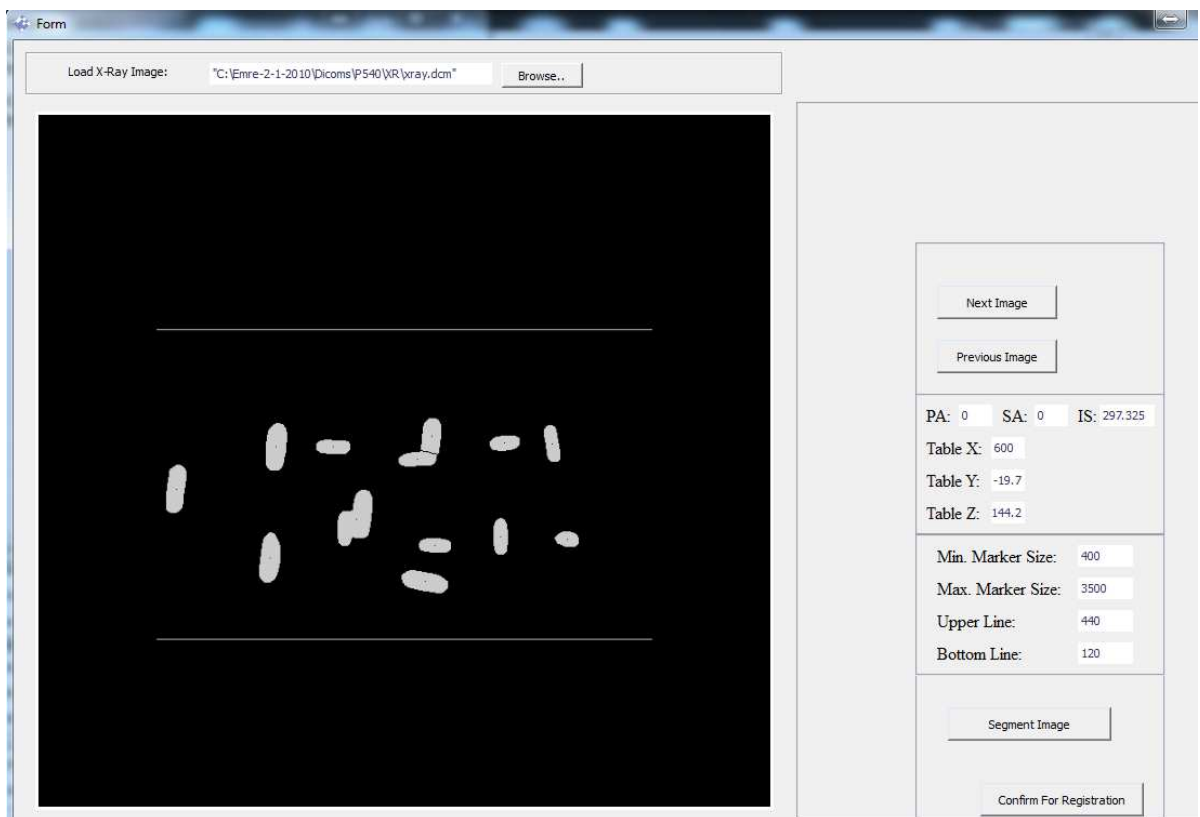 Form
Load X-Ray Image: "C:\Emre-2-1-2010\Dicoms\P540\XR\xray.dcm" Browse..
Next Image
Previous Image
PA: 0 SA: 0 IS: 297.325
Table X: 600
Table Y: -19.7
Table Z: 144.2
Min. Marker Size: 400
Max. Marker Size: 3500
Upper Line: 440
Bottom Line: 120
Segment Image
Confirm For Registration